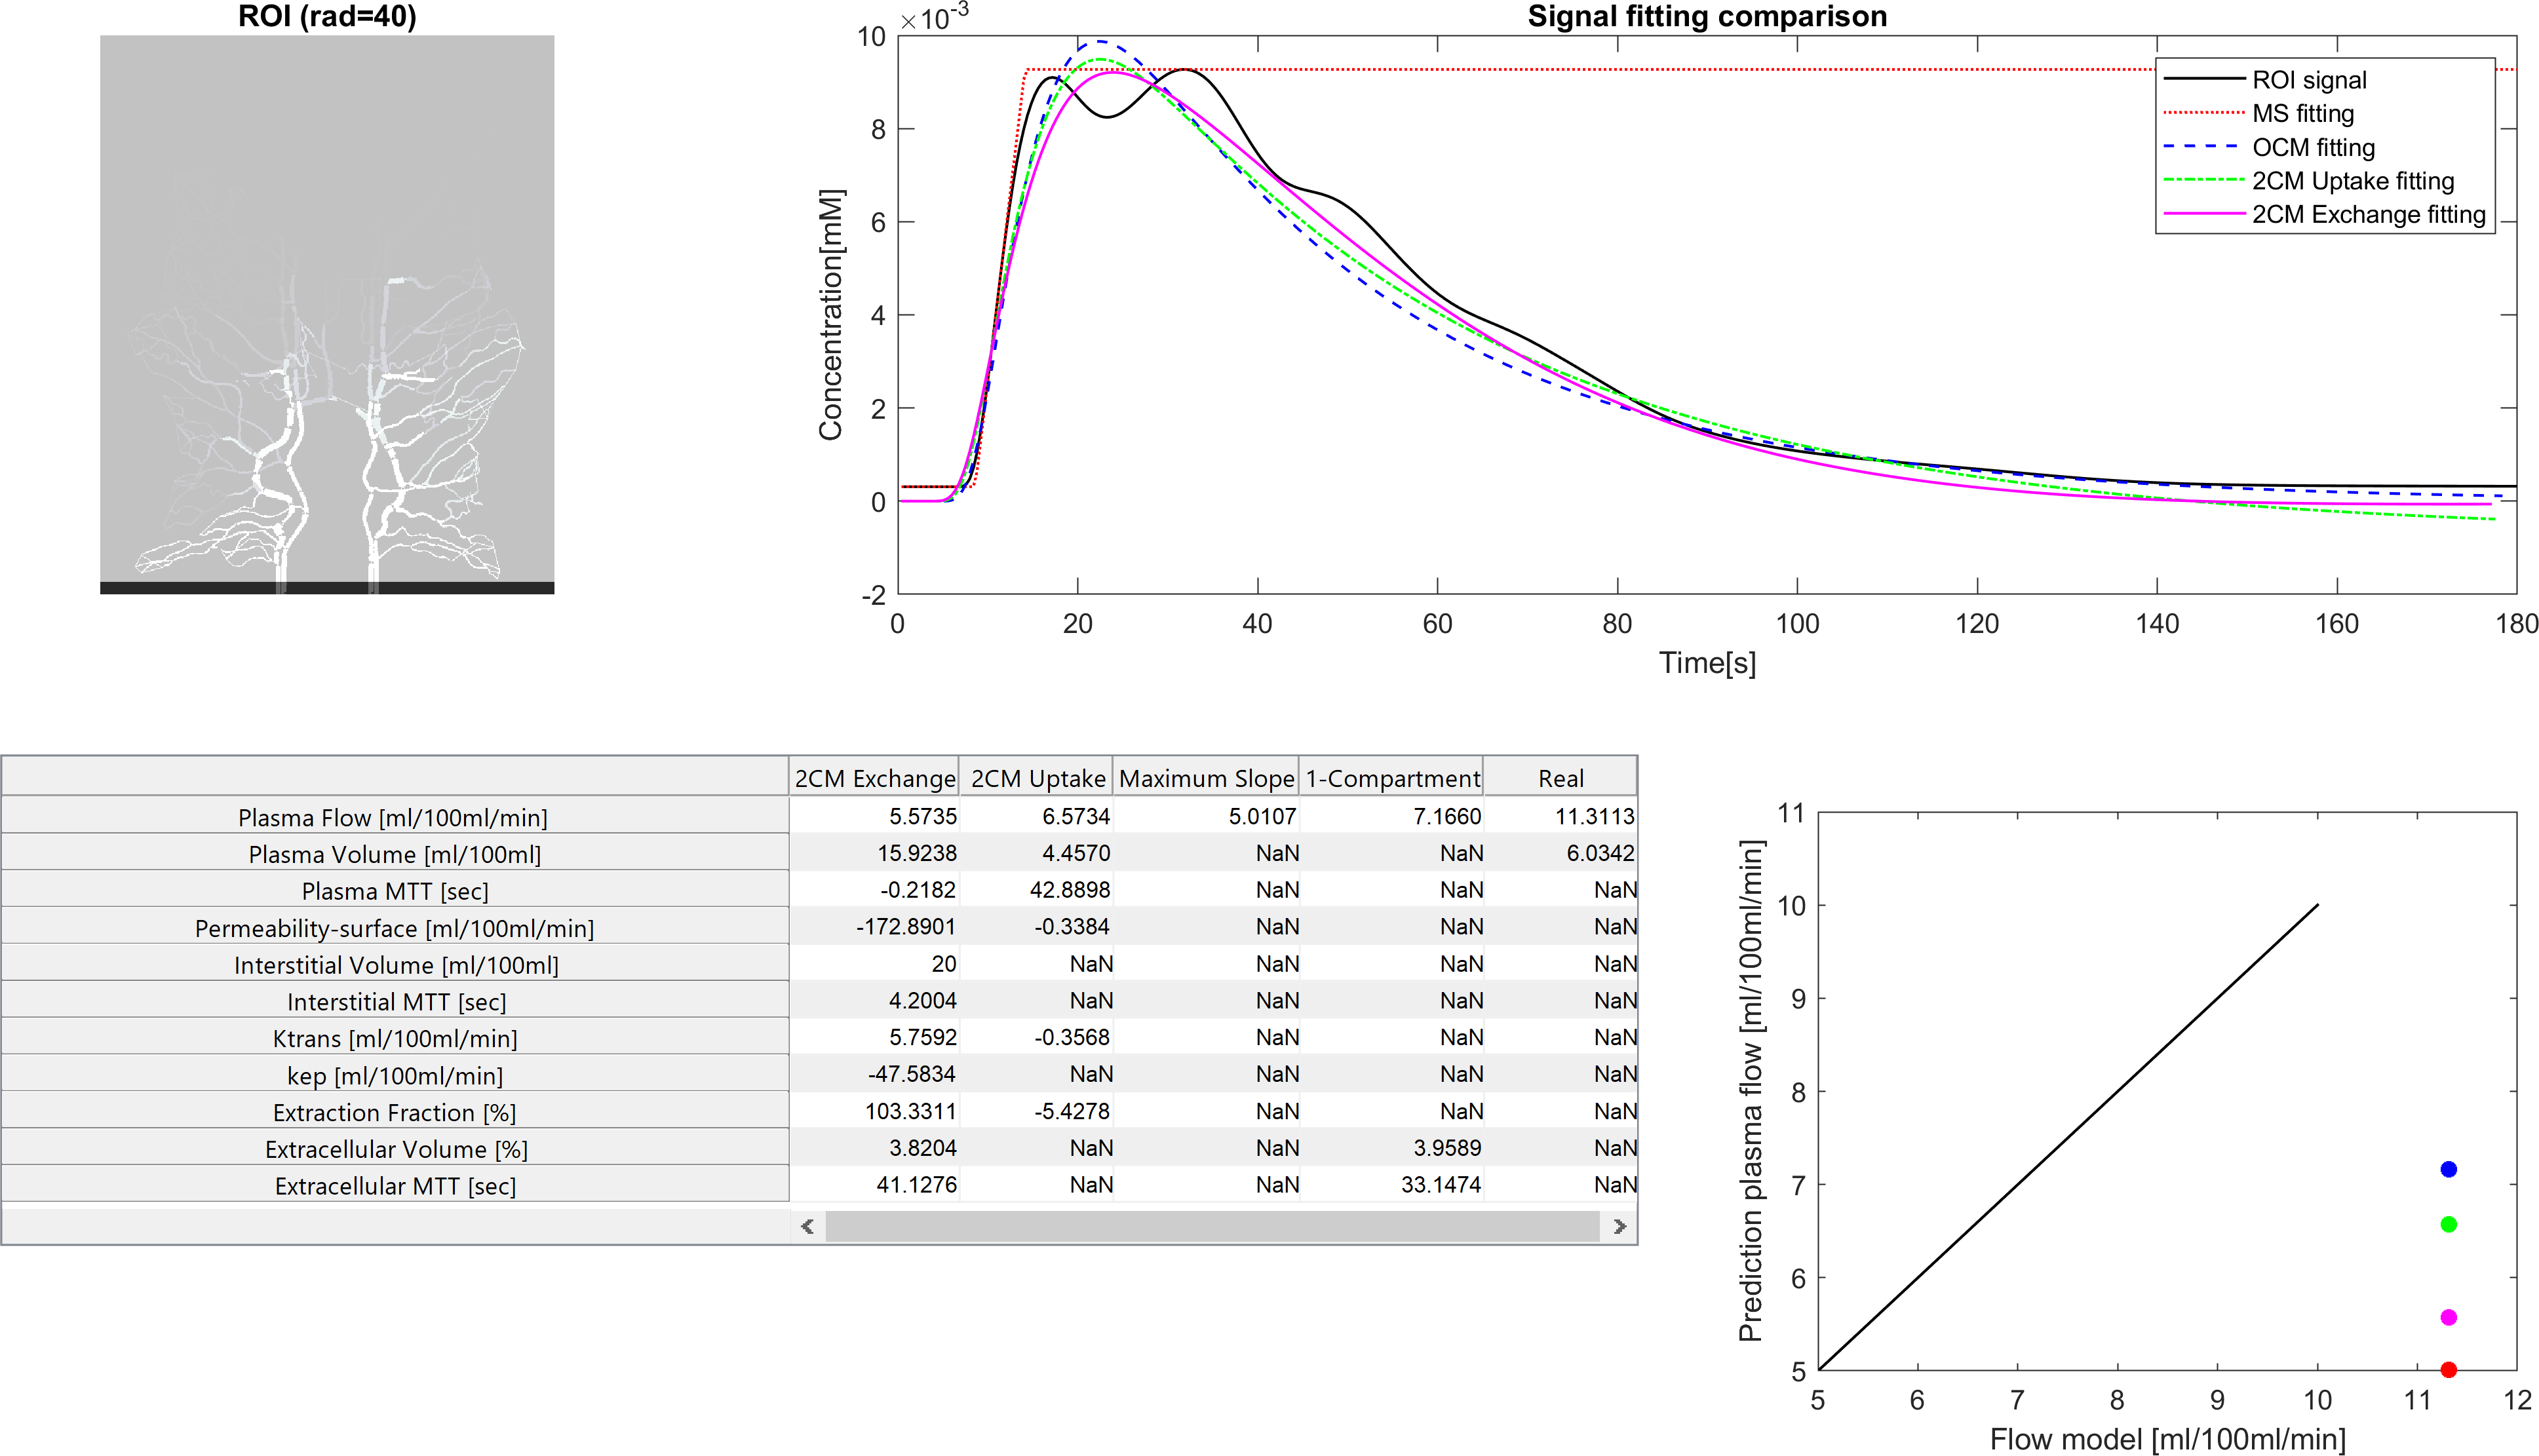 ROI (rad=40)
Signal fitting comparison
×10-3
10
8
6
4
2
0
-2
Concentration[mM]
0 20 40 60 80 100 120 140 160 180
Time[s]
ROI signal
MS fitting
OCM fitting
2CM Uptake fitting
2CM Exchange fitting
2CM Exchange 2CM Uptake Maximum Slope 1-Compartment Real
Plasma Flow [ml/100ml/min] 5.5735 6.5734 5.0107 7.1660 11.3113
Plasma Volume [ml/100ml] 15.9238 4.4570 NaN NaN 6.0342
Plasma MTT [sec] -0.2182 42.8898 NaN NaN NaN
Permeability-surface [ml/100ml/min] -172.8901 -0.3384 NaN NaN NaN
Interstitial Volume [ml/100ml] 20 NaN NaN NaN NaN
Interstitial MTT [sec] 4.2004 NaN NaN NaN NaN
Ktrans [ml/100ml/min] 5.7592 -0.3568 NaN NaN NaN
kep [ml/100ml/min] -47.5834 NaN NaN NaN NaN
Extraction Fraction [%] 103.3311 -5.4278 NaN NaN NaN
Extracellular Volume [%] 3.8204 NaN NaN 3.9589 NaN
Extracellular MTT [sec] 41.1276 NaN NaN 33.1474 NaN
11
10
9
8
7
6
5
Prediction plasma flow [ml/100ml/min]
5 6 7 8 9 10 11 12
Flow model [ml/100ml/min]